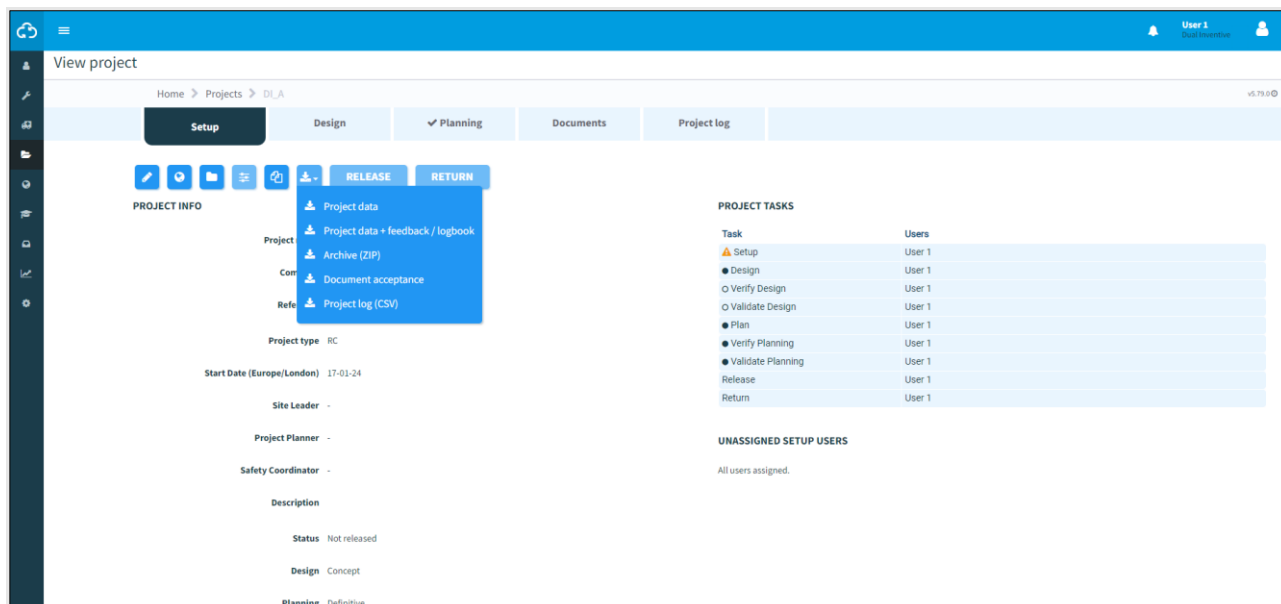 User 1
Dual Inventive
View project
Home > Projects > DI_A
v5.79.0
Setup
Design
Planning
Documents
Project log
RELEASE
RETURN
Project data
Project data + feedback / logbook
Archive (ZIP)
Document acceptance
Project log (CSV)
PROJECT INFO
Project
Com
Refe
Project type RC
Start Date (Europe/London) 17-01-24
Site Leader -
Project Planner -
Safety Coordinator -
Description
Status Not released
Design Concept
Planning Definitive
PROJECT TASKS
Task Users
Setup User 1
Design User 1
Verify Design User 1
Validate Design User 1
Plan User 1
Verify Planning User 1
Validate Planning User 1
Release User 1
Return User 1
UNASSIGNED SETUP USERS
All users assigned.